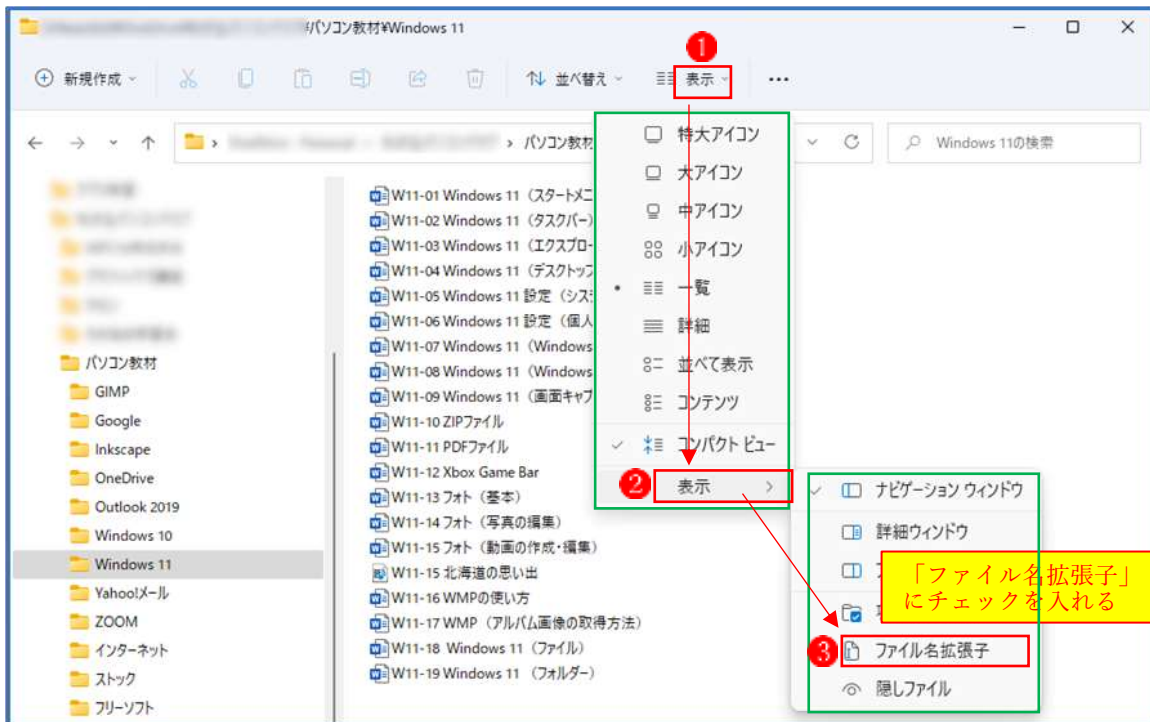 パソコン教材¥Windows 11
1
新規作成
並べ替え
表示
パソコン教材
Windows 11の検索
特大アイコン
大アイコン
中アイコン
小アイコン
一覧
詳細
並べて表示
コンテンツ
コンパクト ビュー
2
表示
ナビゲーション ウィンドウ
詳細ウィンドウ
「ファイル名拡張子」
にチェックを入れる
3
ファイル名拡張子
隠しファイル
パソコン教材
GIMP
Google
Inkscape
OneDrive
Outlook 2019
Windows 10
Windows 11
Yahoo!メール
ZOOM
インターネット
ストック
フリーソフト
W11-01 Windows 11（スタートメニ
W11-02 Windows 11（タスクバー）
W11-03 Windows 11（エクスプロー
W11-04 Windows 11（デスクトップ
W11-05 Windows 11 設定（シス
W11-06 Windows 11 設定（個人
W11-07 Windows 11（Windows
W11-08 Windows 11（Windows
W11-09 Windows 11（画面キャプ
W11-10 ZIPファイル
W11-11 PDFファイル
W11-12 Xbox Game Bar
W11-13 フォト（基本）
W11-14 フォト（写真の編集）
W11-15 フォト（動画の作成・編集）
W11-15 北海道の思い出
W11-16 WMPの使い方
W11-17 WMP（アルバム画像の取得方法）
W11-18 Windows 11（ファイル）
W11-19 Windows 11 （フォルダー）